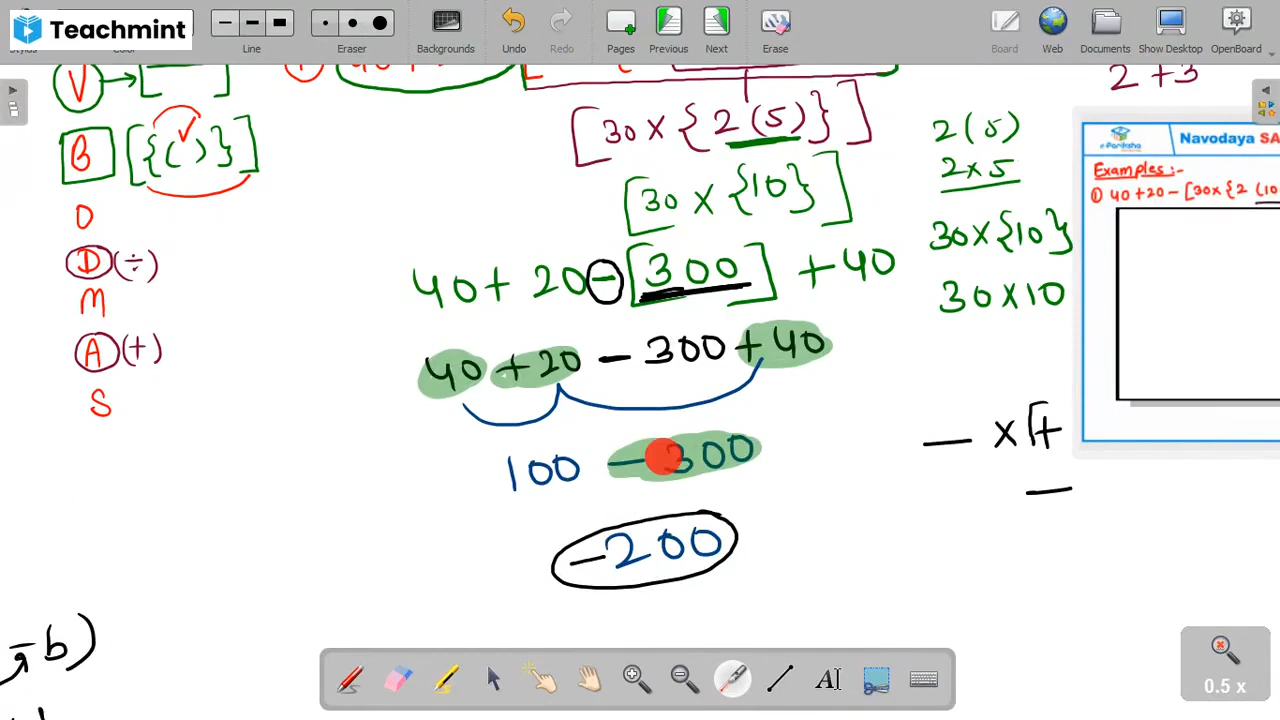 Teachmint
Line
Eraser
Backgrounds
Undo
Redo
Pages
Previous
Next
Erase
Board
Web
Documents
Show Desktop
OpenBoard
V → [ ]
B [{( )}]
O
D (÷)
M
A (+)
S
2 + 3
[30 × {2 (5)}]
[30 × {10}]
40 + 20 − [300] + 40
40 + 20 − 300 + 40
100 − 300
−200
2 (5)
2 × 5
30 × {10}
30 × 10
− × +
−
Navodaya SA
Examples :-
① 40 + 20 − [30 × {2 (10
− b)
0.5 x